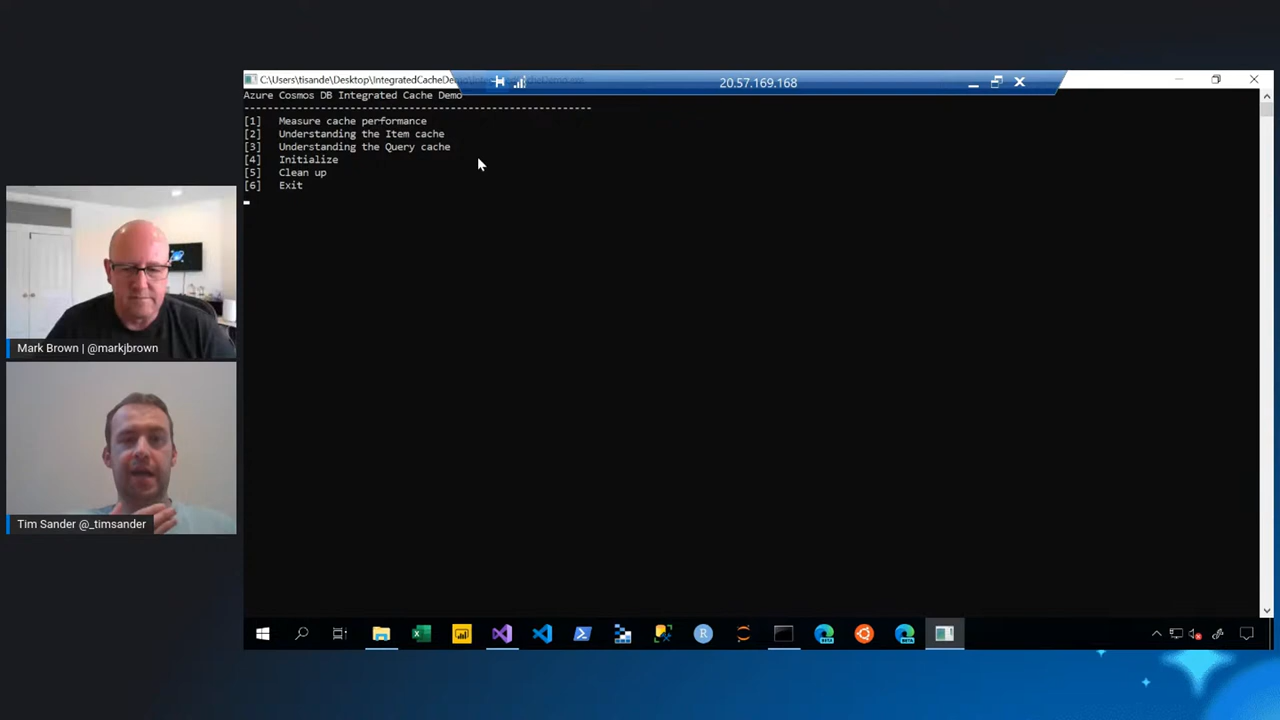 C:\Users\tisande\Desktop\IntegratedCacheDem
20.57.169.168
Azure Cosmos DB Integrated Cache Demo
------------------------------------------------------------
[1] Measure cache performance
[2] Understanding the Item cache
[3] Understanding the Query cache
[4] Initialize
[5] Clean up
[6] Exit
Mark Brown | @markjbrown
Tim Sander @_timsander